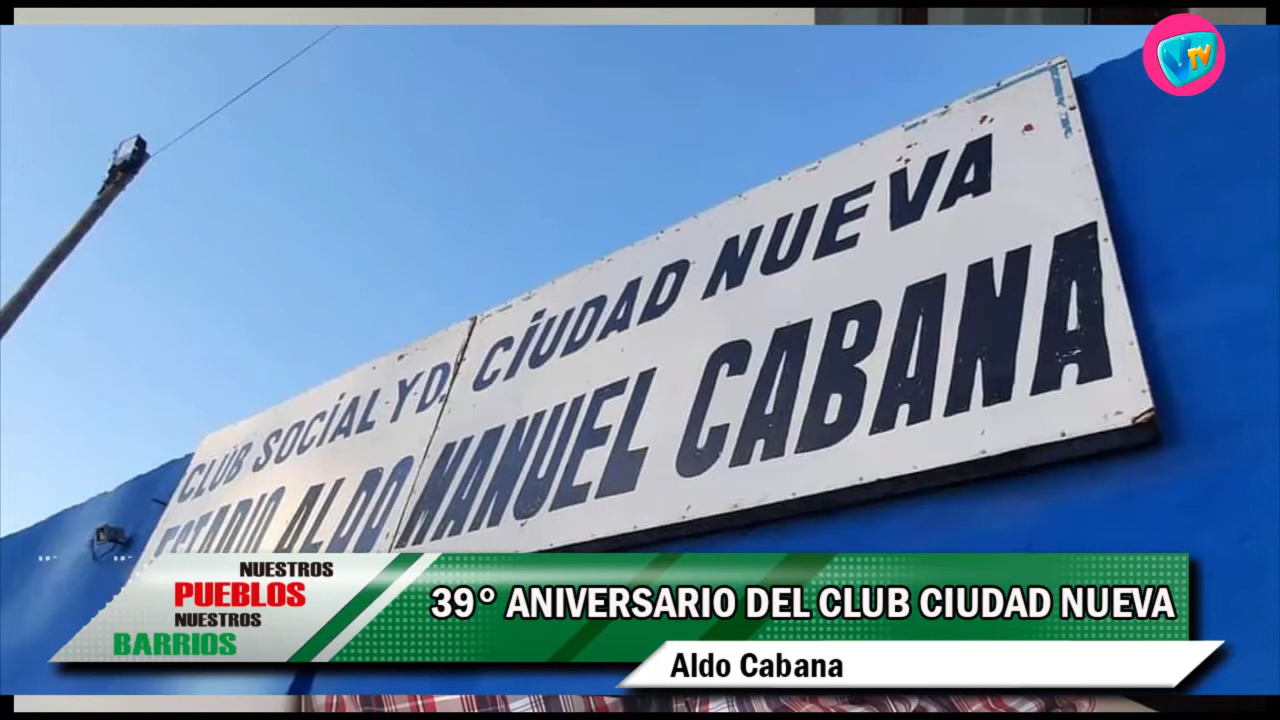 VTV
CLUB SOCIAL Y D. CIUDAD NUEVA
ESTADIO ALDO MANUEL CABANA
NUESTROS
PUEBLOS
NUESTROS
BARRIOS
39° ANIVERSARIO DEL CLUB CIUDAD NUEVA
Aldo Cabana